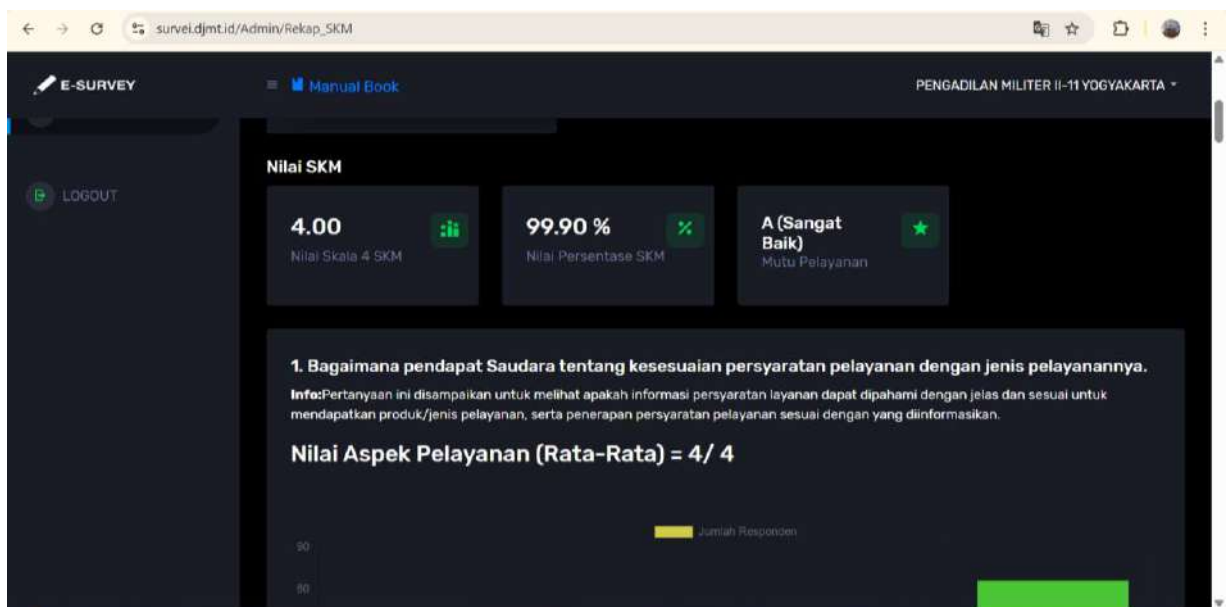 survei.djmt.id/Admin/Rekap_SKM
E-SURVEY
Manual Book
PENGADILAN MILITER II-11 YOGYAKARTA
LOGOUT
Nilai SKM
4.00
Nilai Skala 4 SKM
99.90 %
Nilai Persentase SKM
A (Sangat
Baik)
Mutu Pelayanan
1. Bagaimana pendapat Saudara tentang kesesuaian persyaratan pelayanan dengan jenis pelayanannya.
Info:Pertanyaan ini disampaikan untuk melihat apakah informasi persyaratan layanan dapat dipahami dengan jelas dan sesuai untuk
mendapatkan produk/jenis pelayanan, serta penerapan persyaratan pelayanan sesuai dengan yang diinformasikan.
Nilai Aspek Pelayanan (Rata-Rata) = 4/ 4
Jumlah Responden
90